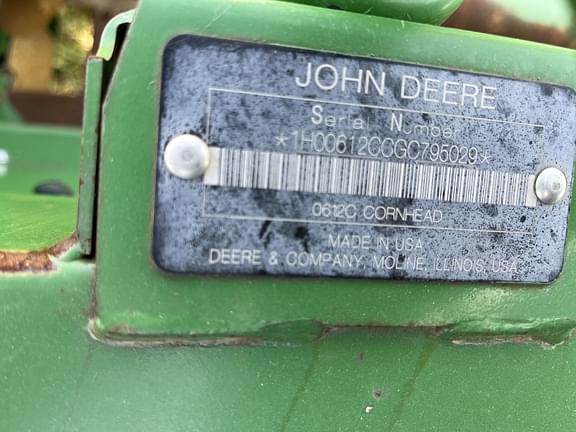 JOHN DEERE
Serial Number
*1H00612CCGC795029*
0612C CORNHEAD
MADE IN USA
DEERE & COMPANY, MOLINE, ILLINOIS, USA